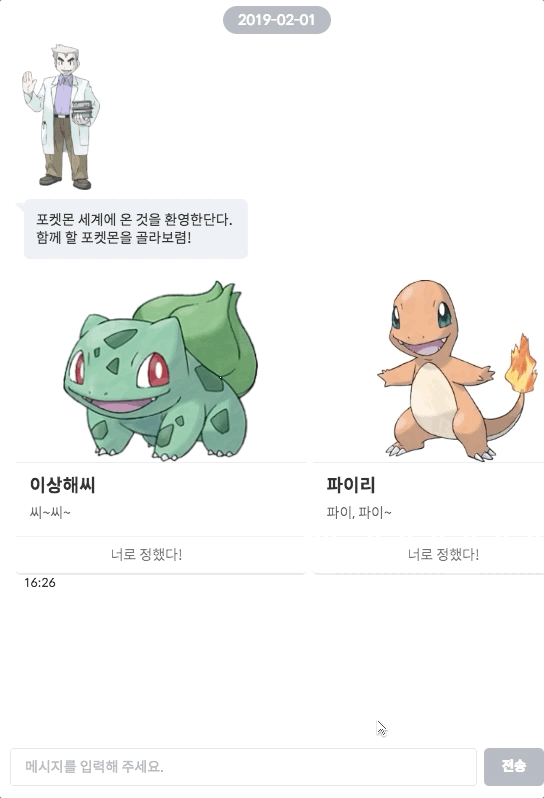 2019-02-01
포켓몬 세계에 온 것을 환영한단다.
함께 할 포켓몬을 골라보렴!
이상해씨
씨~씨~
너로 정했다!
파이리
파이, 파이~
너로 정했다!
16:26
메시지를 입력해 주세요.
전송